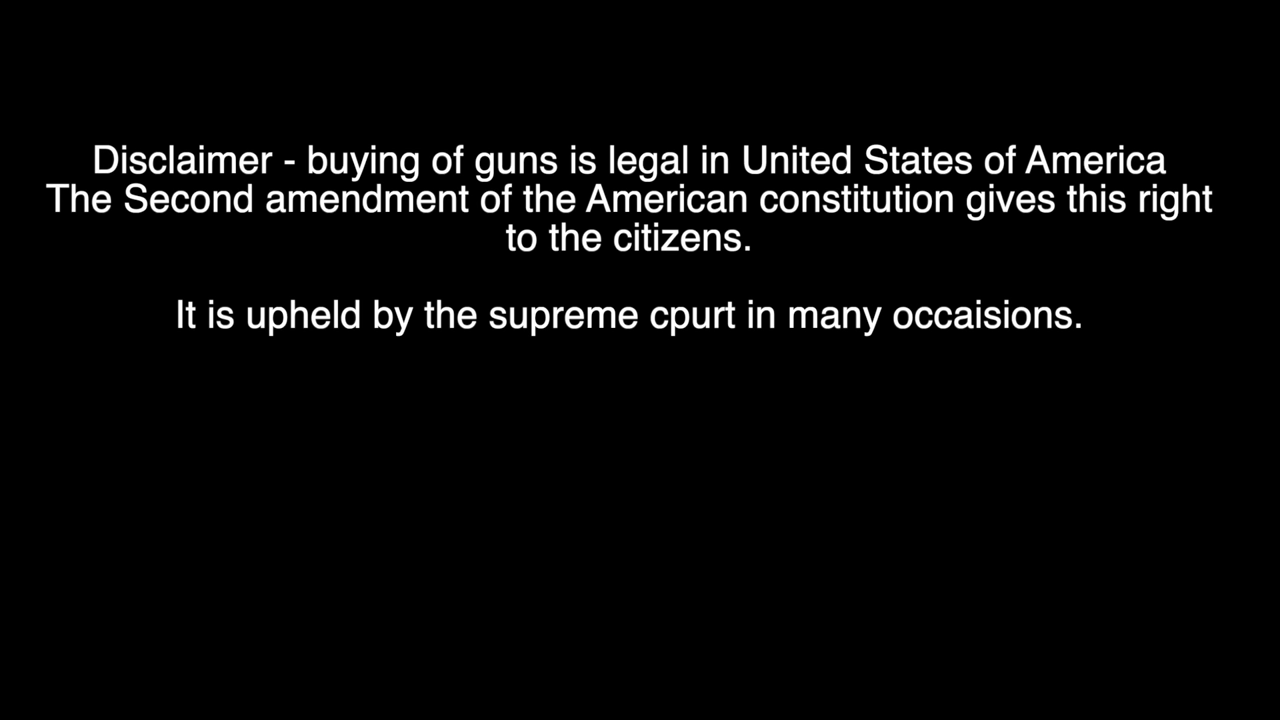 Disclaimer - buying of guns is legal in United States of America
The Second amendment of the American constitution gives this right
to the citizens.
It is upheld by the supreme cpurt in many occaisions.